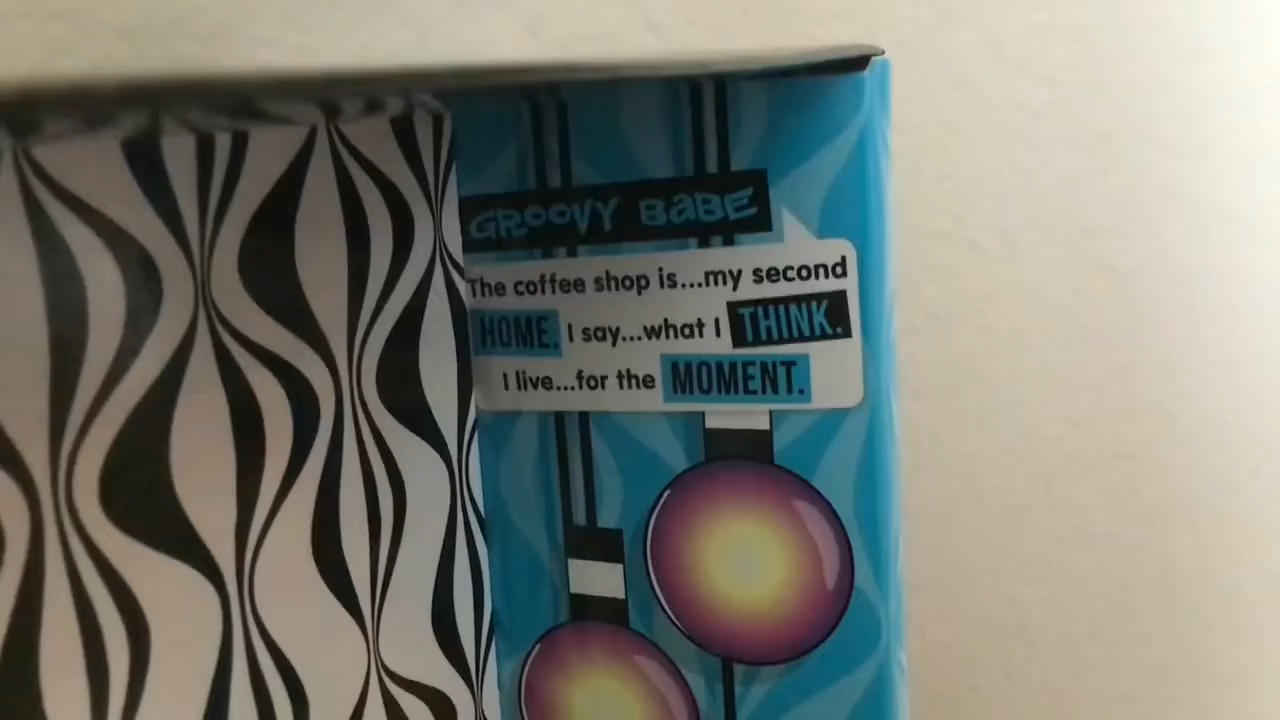 GROOVY BABE
The coffee shop is...my second
HOME. I say...what I THINK.
I live...for the MOMENT.